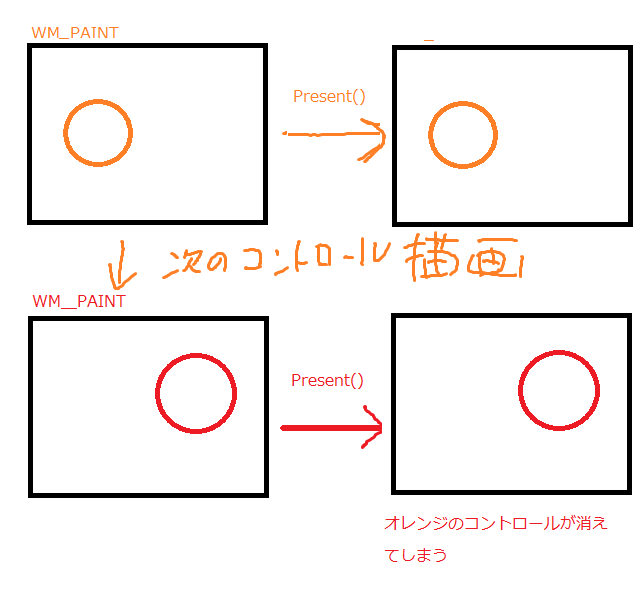 WM_PAINT
Present()
次のコントロール描画
WM__PAINT
Present()
オレンジのコントロールが消え
てしまう